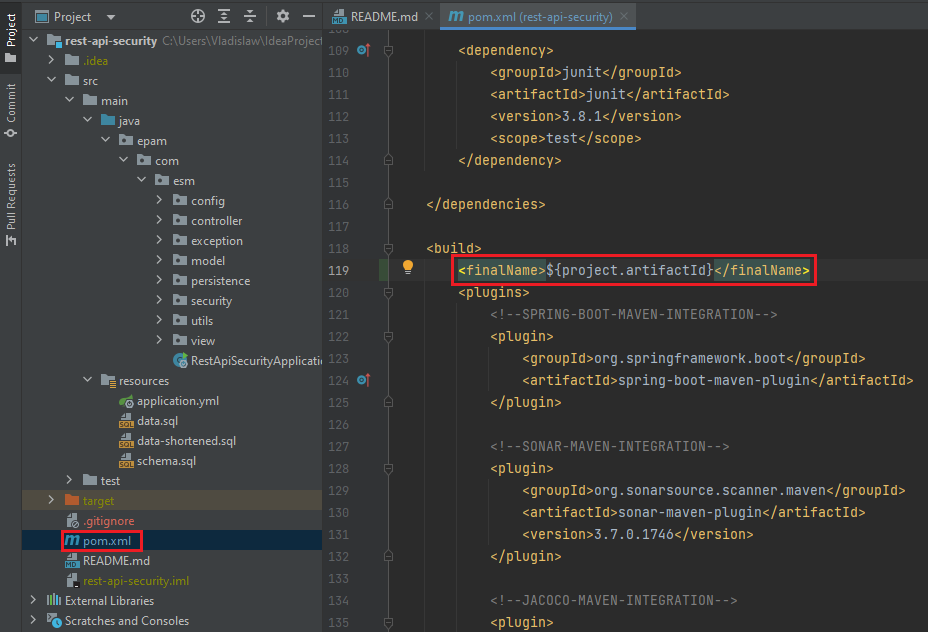 Project
Commit
Pull Requests
Project
rest-api-security C:\Users\Vladislaw\IdeaProject
.idea
src
main
java
epam
com
esm
config
controller
exception
model
persistence
security
utils
view
RestApiSecurityApplicatio
resources
application.yml
data.sql
data-shortened.sql
schema.sql
test
target
.gitignore
pom.xml
README.md
rest-api-security.iml
External Libraries
Scratches and Consoles
README.md
pom.xml (rest-api-security)
109 <dependency>
110 <groupId>junit</groupId>
111 <artifactId>junit</artifactId>
112 <version>3.8.1</version>
113 <scope>test</scope>
114 </dependency>
115
116 </dependencies>
117
118 <build>
119 <finalName>${project.artifactId}</finalName>
120 <plugins>
121 <!--SPRING-BOOT-MAVEN-INTEGRATION-->
122 <plugin>
123 <groupId>org.springframework.boot</groupId>
124 <artifactId>spring-boot-maven-plugin</artifactId>
125 </plugin>
126
127 <!--SONAR-MAVEN-INTEGRATION-->
128 <plugin>
129 <groupId>org.sonarsource.scanner.maven</groupId>
130 <artifactId>sonar-maven-plugin</artifactId>
131 <version>3.7.0.1746</version>
132 </plugin>
133
134 <!--JACOCO-MAVEN-INTEGRATION-->
135 <plugin>